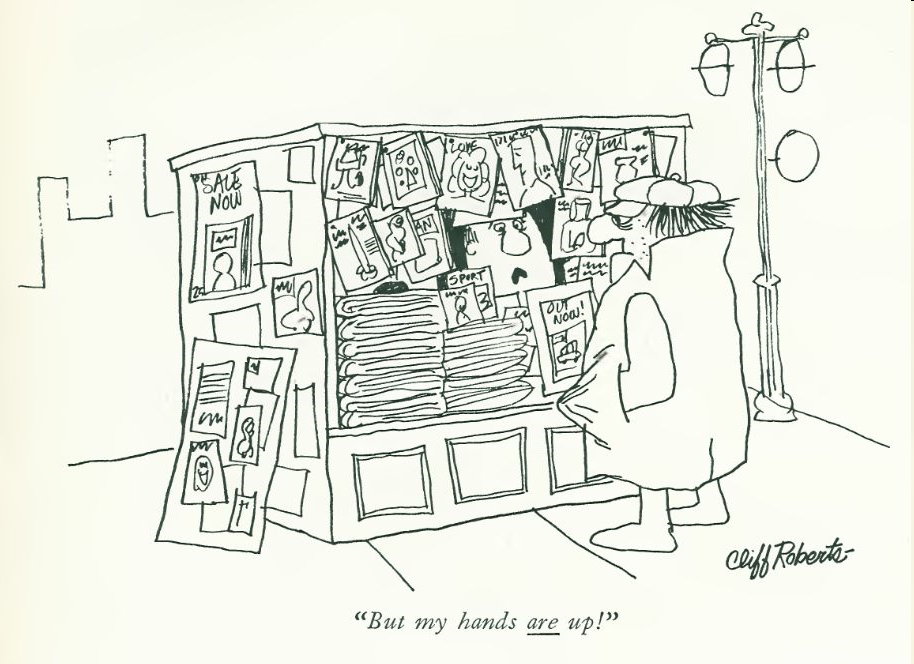 SALE
NOW
LOVE
SPORT
OUT
NOW!
Cliff Roberts
"But my hands are up!"